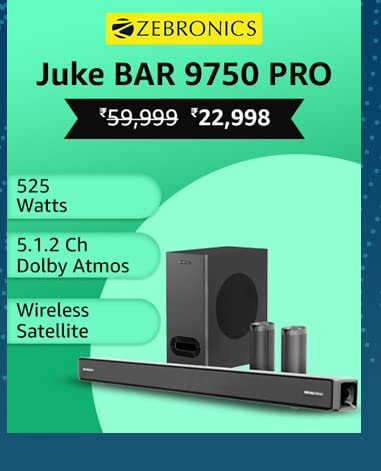 ZEBRONICS
Juke BAR 9750 PRO
₹59,999 ₹22,998
525
Watts
5.1.2 Ch
Dolby Atmos
Wireless
Satellite